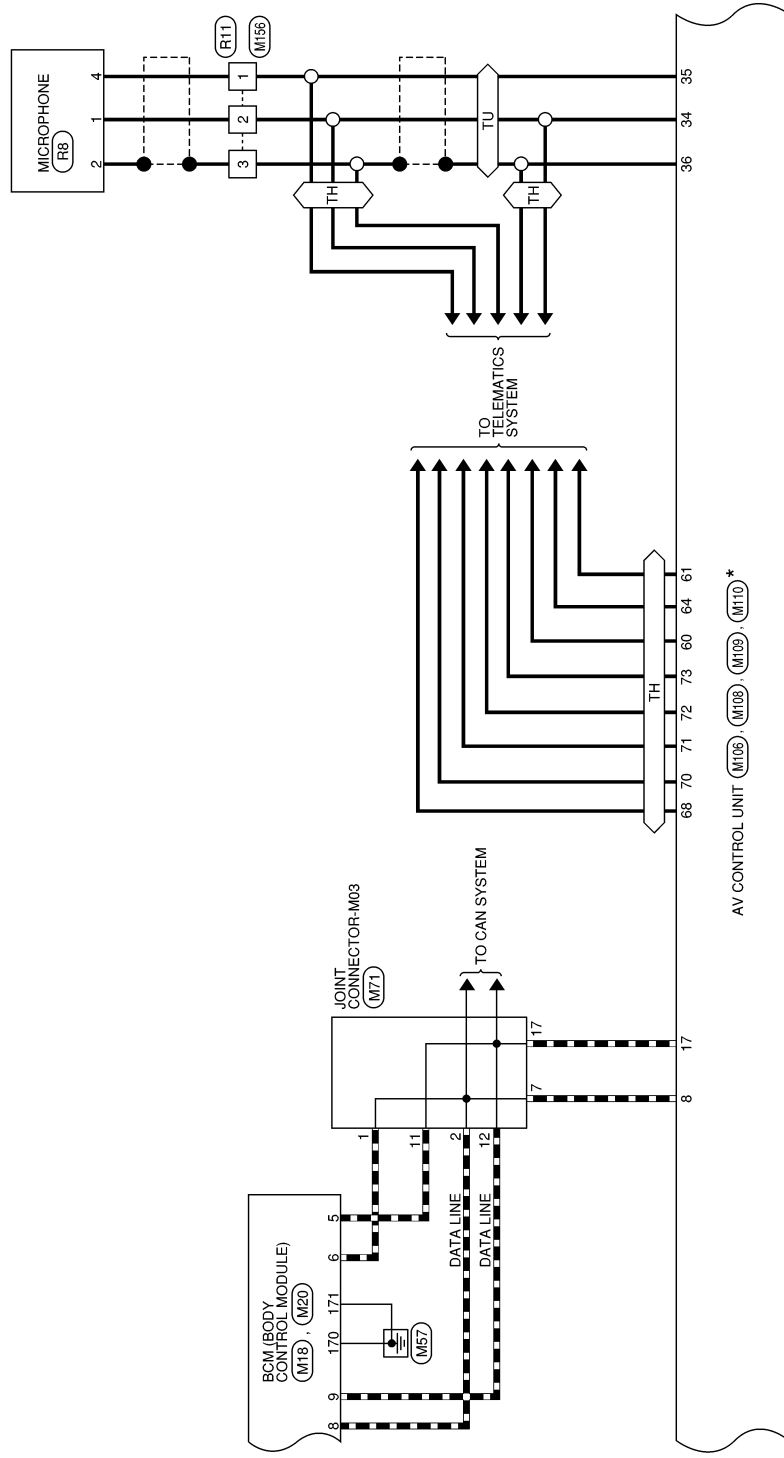 MICROPHONE
R8
2
1
4
3
2
1
R11
M156
TH
TU
TH
36
34
35
TO
TELEMATICS
SYSTEM
TO
TELEMATICS
SYSTEM
TH
68
70
71
72
73
60
64
61
BCM (BODY
CONTROL MODULE)
M18 , M20
8
9
170
171
6
5
M57
JOINT
CONNECTOR-M03
M71
1
11
2
12
DATA LINE
DATA LINE
7
17
TO CAN SYSTEM
8
17
AV CONTROL UNIT M106 , M108 , M109 , M110 *